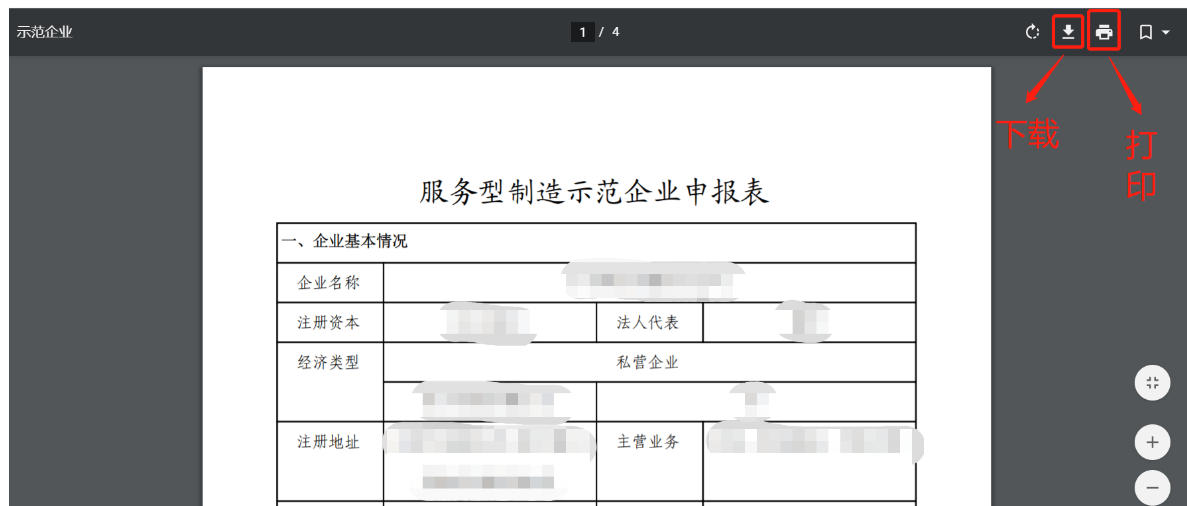 示范企业
1 / 4
下载
打
印
服务型制造示范企业申报表
一、企业基本情况
企业名称
注册资本 法人代表
经济类型 私营企业
注册地址 主营业务